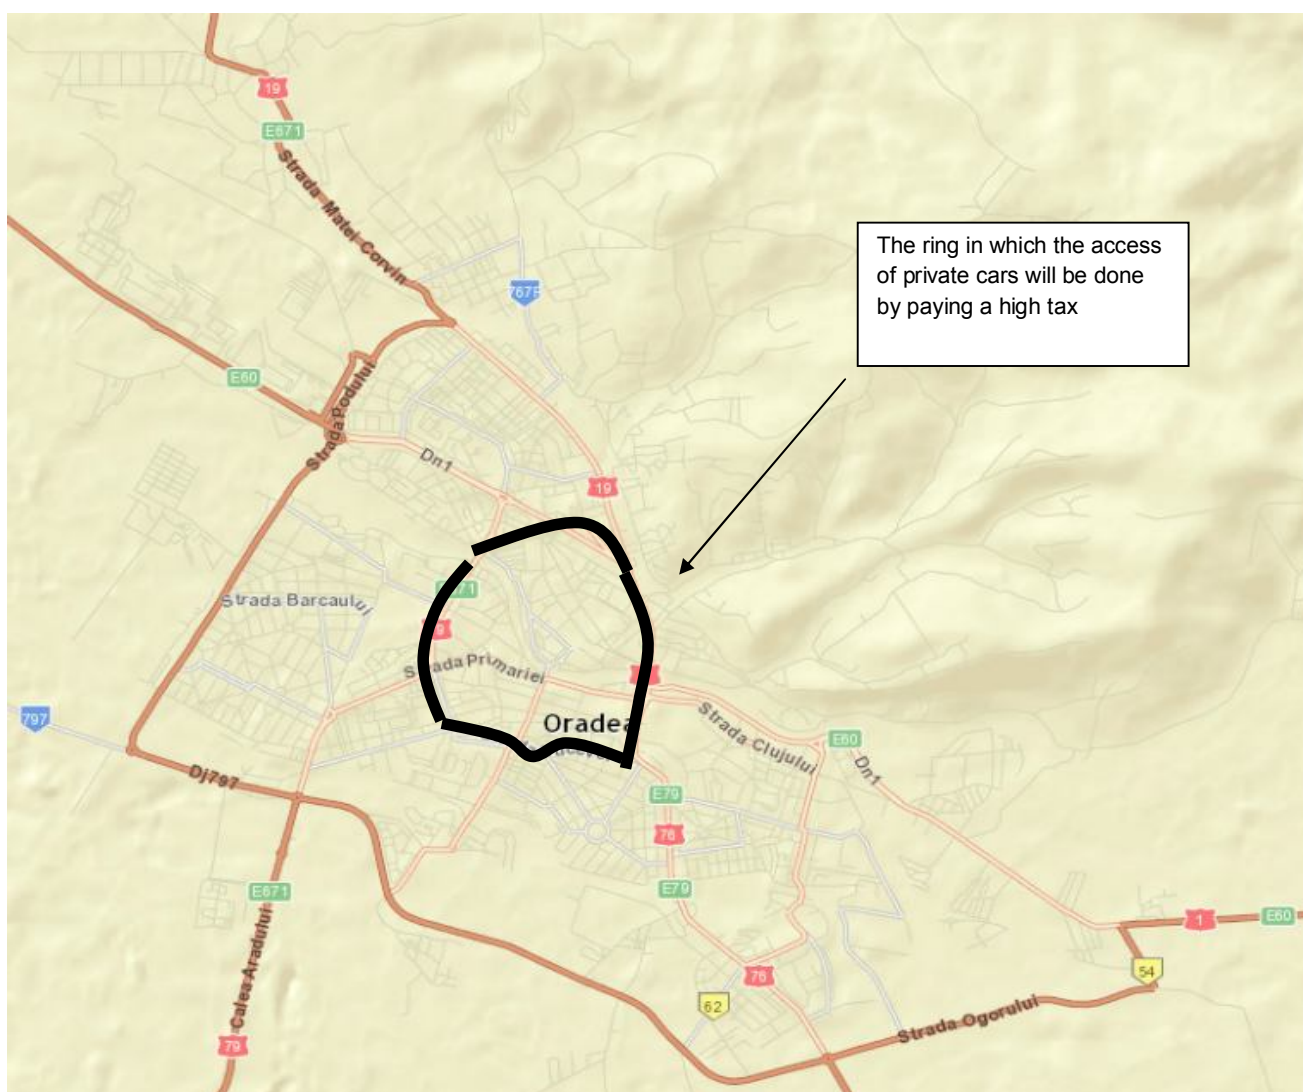 19
E671
Strada Matei Corvin
The ring in which the access
of private cars will be done
by paying a high tax
767F
E60
Strada Podului
Dn1
19
Strada Barcaului
Strada Primariei
Oradea
797
Dj797
Strada Clujului
E60
Dn1
E79
76
E79
E671
Calea Aradului
1
E60
54
76
62
Strada Ogorului
79